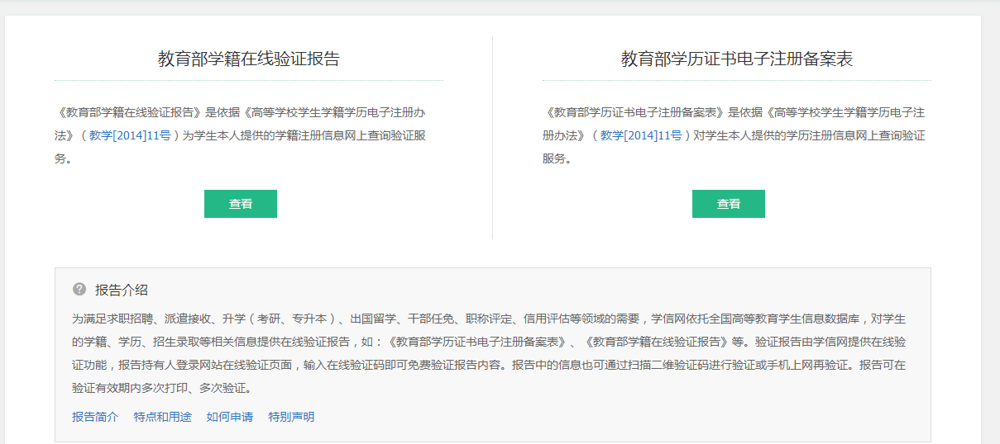 教育部学籍在线验证报告
《教育部学籍在线验证报告》是依据《高等学校学生学籍学历电子注册办
法》（教学[2014]11号）为学生本人提供的学籍注册信息网上查询验证服
务。
查看
教育部学历证书电子注册备案表
《教育部学历证书电子注册备案表》是依据《高等学校学生学籍学历电子注
册办法》（教学[2014]11号）对学生本人提供的学历注册信息网上查询验证
服务。
查看
报告介绍
为满足求职招聘、派遣接收、升学（考研、专升本）、出国留学、干部任免、职称评定、信用评估等领域的需要，学信网依托全国高等教育学生信息数据库，对学生
的学籍、学历、招生录取等相关信息提供在线验证报告，如：《教育部学历证书电子注册备案表》、《教育部学籍在线验证报告》等。验证报告由学信网提供在线验
证功能，报告持有人登录网站在线验证页面，输入在线验证码即可免费验证报告内容。报告中的信息也可通过扫描二维验证码进行验证或手机上网再验证。报告可在
验证有效期内多次打印、多次验证。
报告简介 特点和用途 如何申请 特别声明